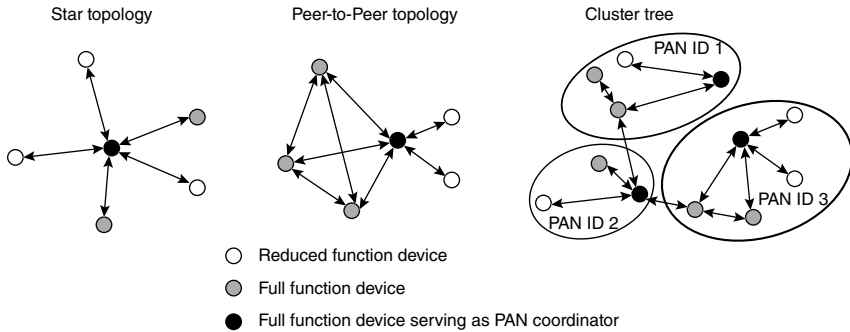 Star topology
Peer-to-Peer topology
Cluster tree
PAN ID 1
PAN ID 2
PAN ID 3
Reduced function device
Full function device
Full function device serving as PAN coordinator